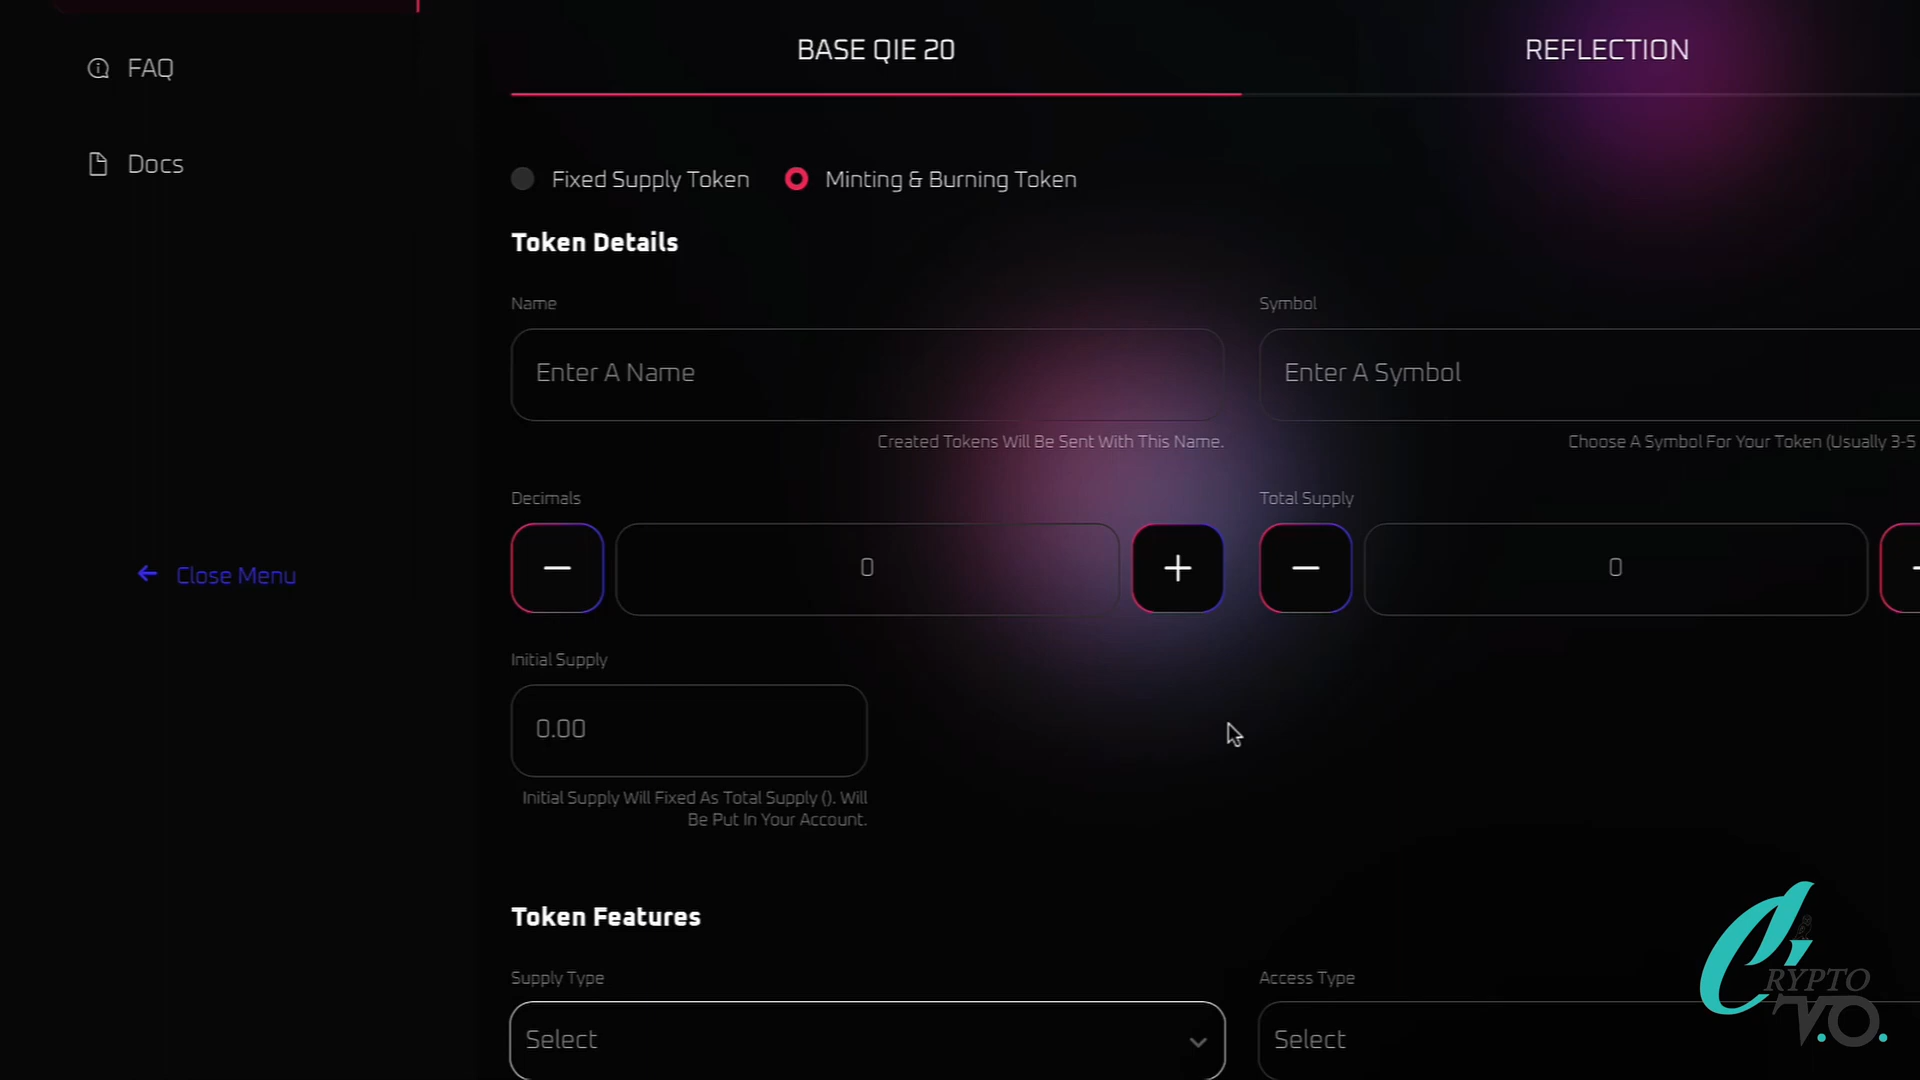 FAQ
Docs
Close Menu
BASE QIE 20
REFLECTION
Fixed Supply Token
Minting & Burning Token
Token Details
Name
Symbol
Enter A Name
Enter A Symbol
Created Tokens Will Be Sent With This Name.
Choose A Symbol For Your Token (Usually 3-5
Decimals
Total Supply
0
0
Initial Supply
0.00
Initial Supply Will Fixed As Total Supply (). Will
Be Put In Your Account.
Token Features
Supply Type
Access Type
Select
Select
CRYPTO
V.O.